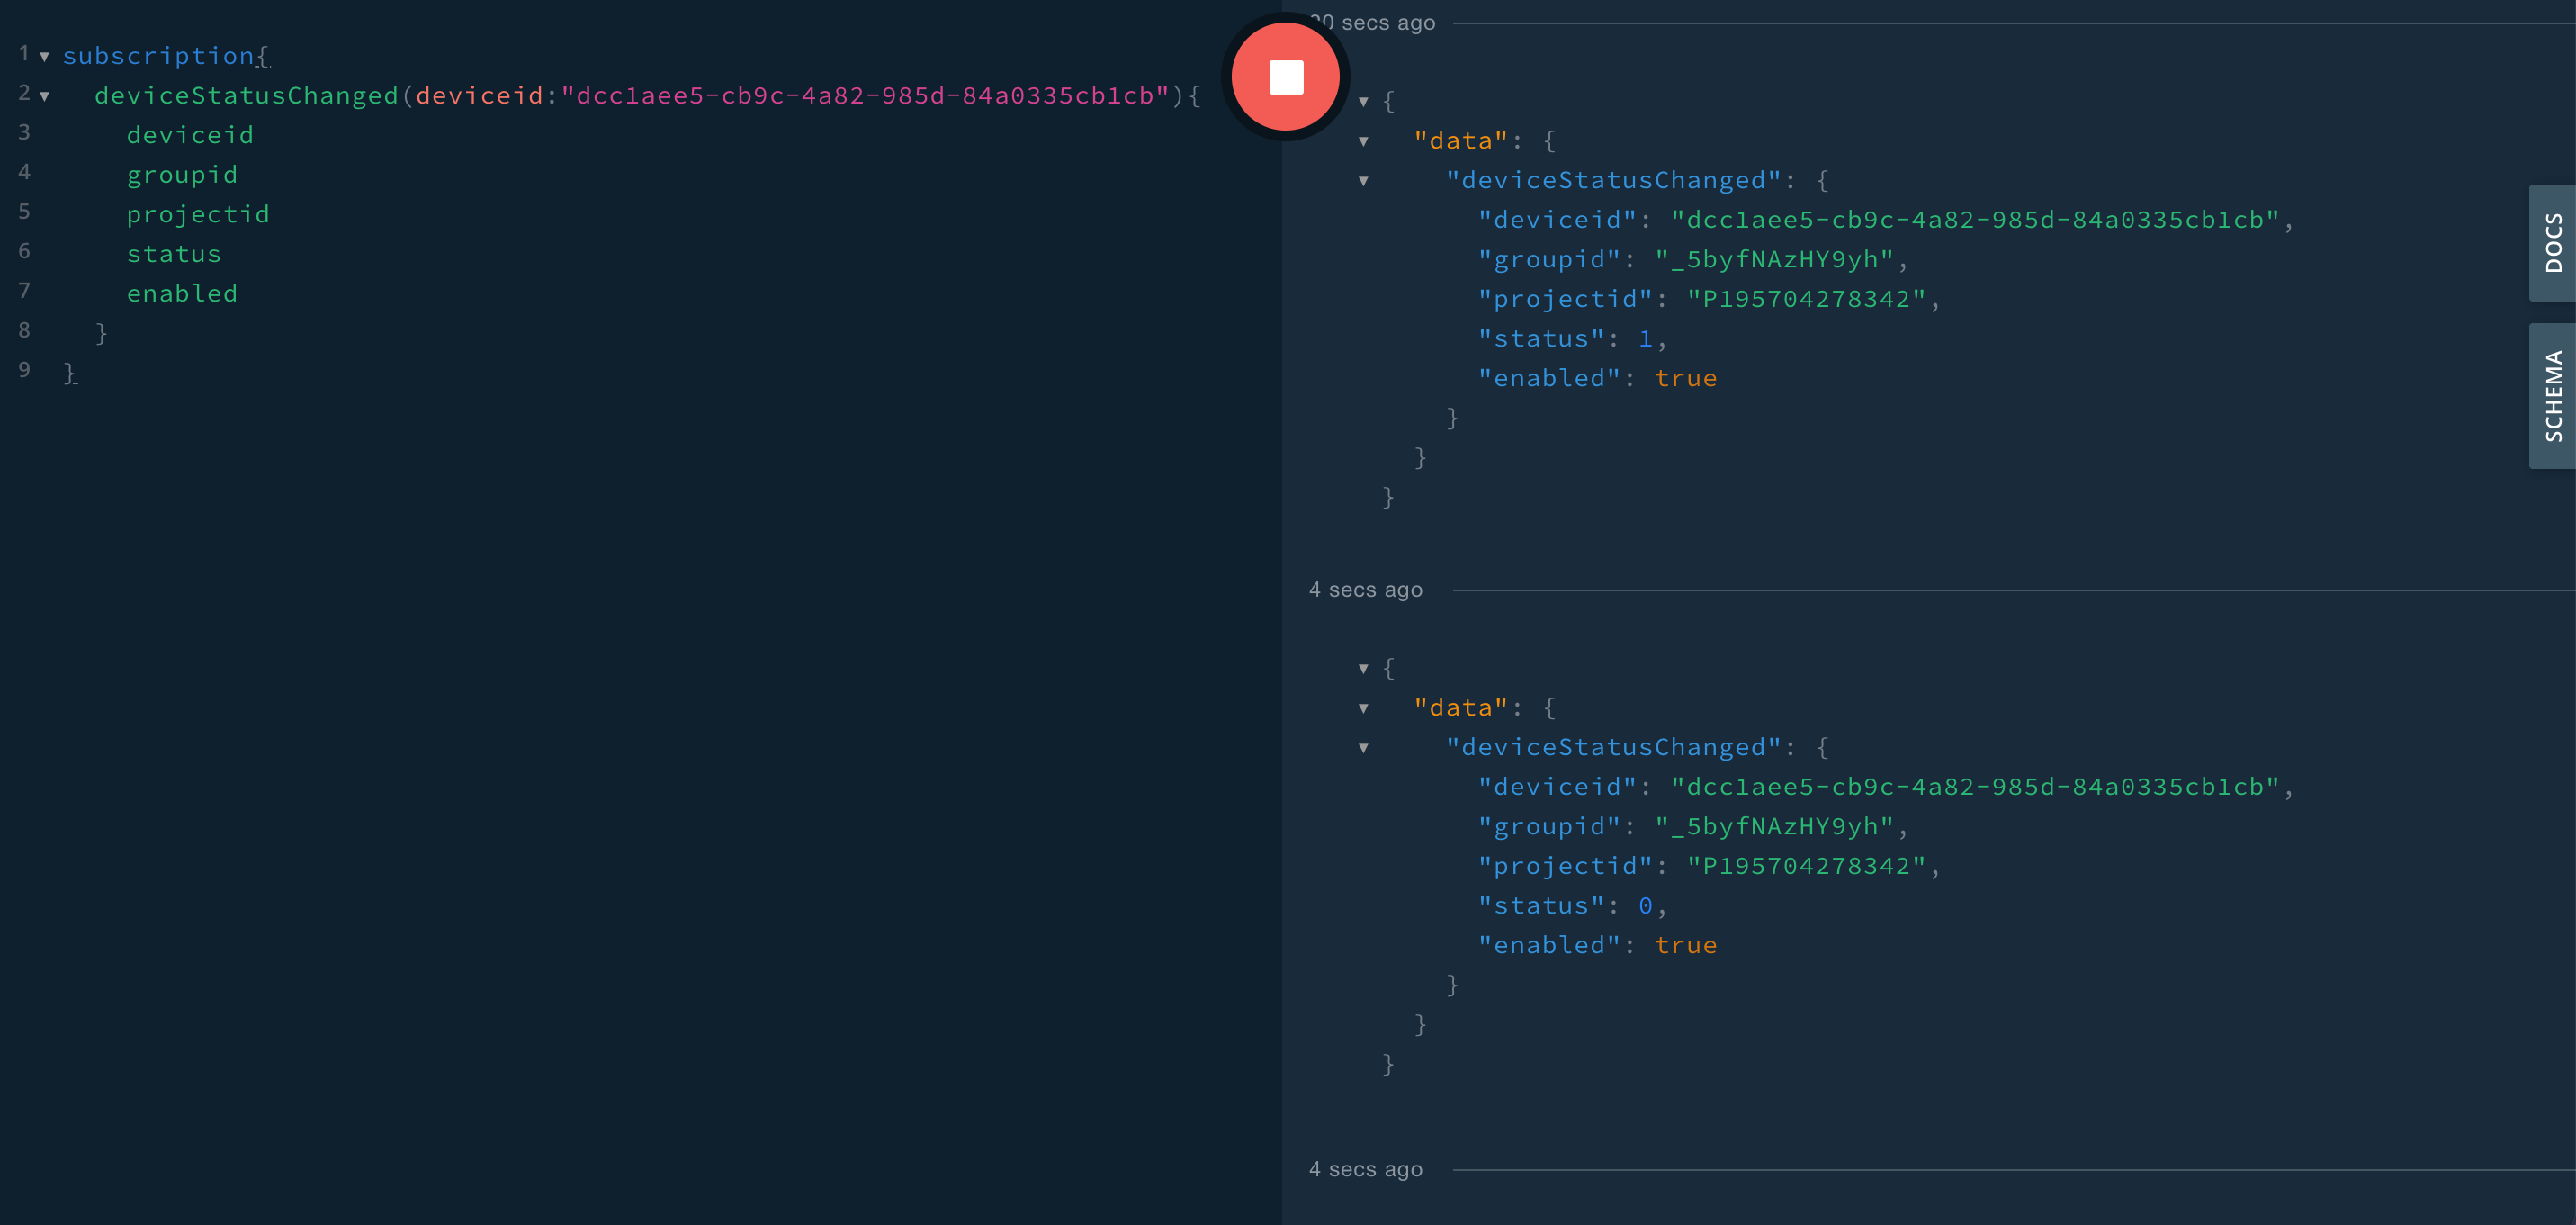 1 subscription{
2 deviceStatusChanged(deviceid:"dcc1aee5-cb9c-4a82-985d-84a0335cb1cb"){
3 deviceid
4 groupid
5 projectid
6 status
7 enabled
8 }
9 }
secs ago
{
"data": {
"deviceStatusChanged": {
"deviceid": "dcc1aee5-cb9c-4a82-985d-84a0335cb1cb",
"groupid": "_5byfNAzHY9yh",
"projectid": "P195704278342",
"status": 1,
"enabled": true
}
}
}
4 secs ago
{
"data": {
"deviceStatusChanged": {
"deviceid": "dcc1aee5-cb9c-4a82-985d-84a0335cb1cb",
"groupid": "_5byfNAzHY9yh",
"projectid": "P195704278342",
"status": 0,
"enabled": true
}
}
}
4 secs ago
DOCS
SCHEMA